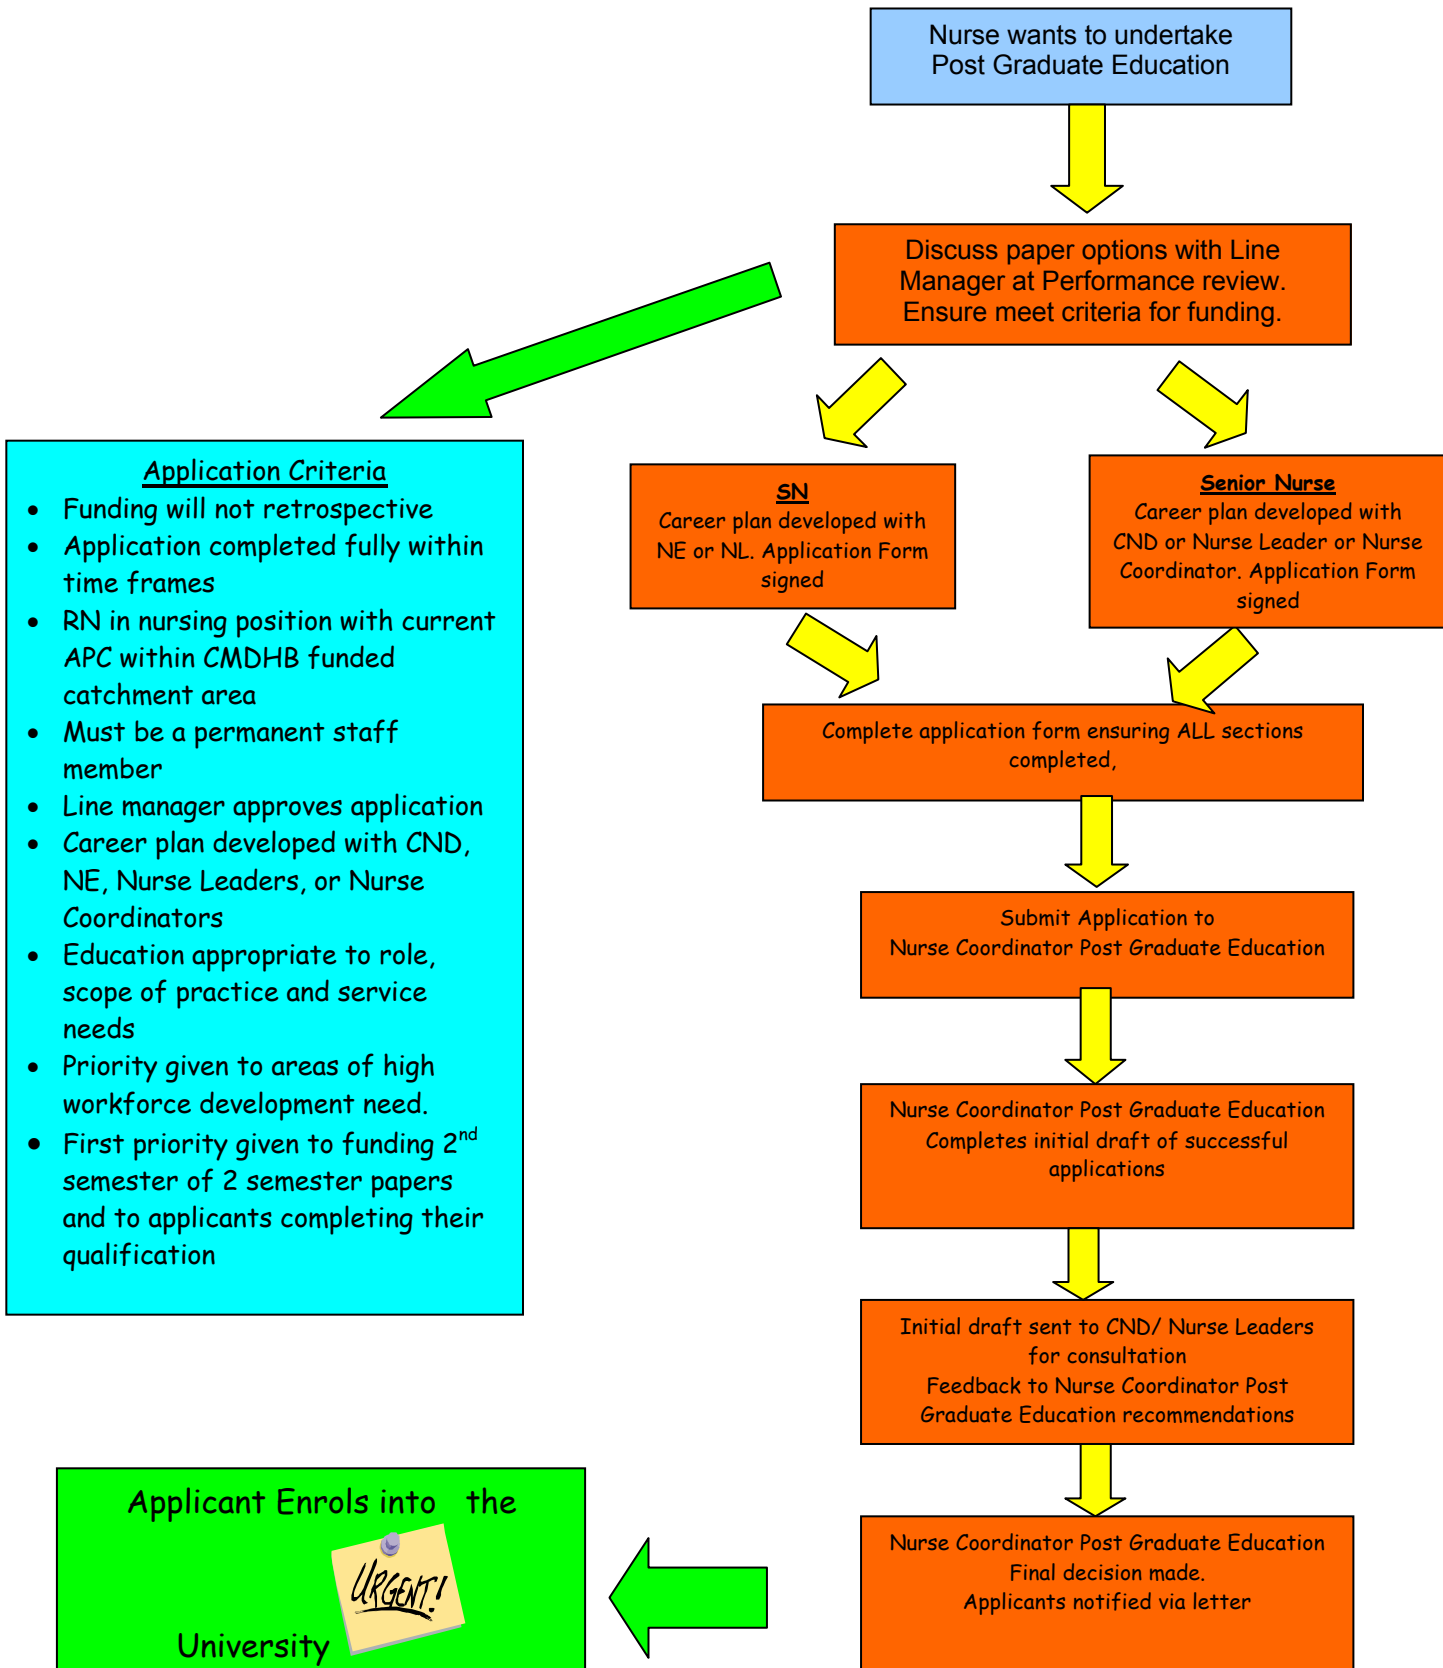 Nurse wants to undertake
Post Graduate Education
Discuss paper options with Line
Manager at Performance review.
Ensure meet criteria for funding.
Application Criteria
• Funding will not retrospective
• Application completed fully within
time frames
• RN in nursing position with current
APC within CMDHB funded
catchment area
• Must be a permanent staff
member
• Line manager approves application
• Career plan developed with CND,
NE, Nurse Leaders, or Nurse
Coordinators
• Education appropriate to role,
scope of practice and service
needs
• Priority given to areas of high
workforce development need.
• First priority given to funding 2nd
semester of 2 semester papers
and to applicants completing their
qualification
SN
Career plan developed with
NE or NL. Application Form
signed
Senior Nurse
Career plan developed with
CND or Nurse Leader or Nurse
Coordinator. Application Form
signed
Complete application form ensuring ALL sections
completed,
Submit Application to
Nurse Coordinator Post Graduate Education
Nurse Coordinator Post Graduate Education
Completes initial draft of successful
applications
Initial draft sent to CND/ Nurse Leaders
for consultation
Feedback to Nurse Coordinator Post
Graduate Education recommendations
Nurse Coordinator Post Graduate Education
Final decision made.
Applicants notified via letter
Applicant Enrols into the
URGENT!
University